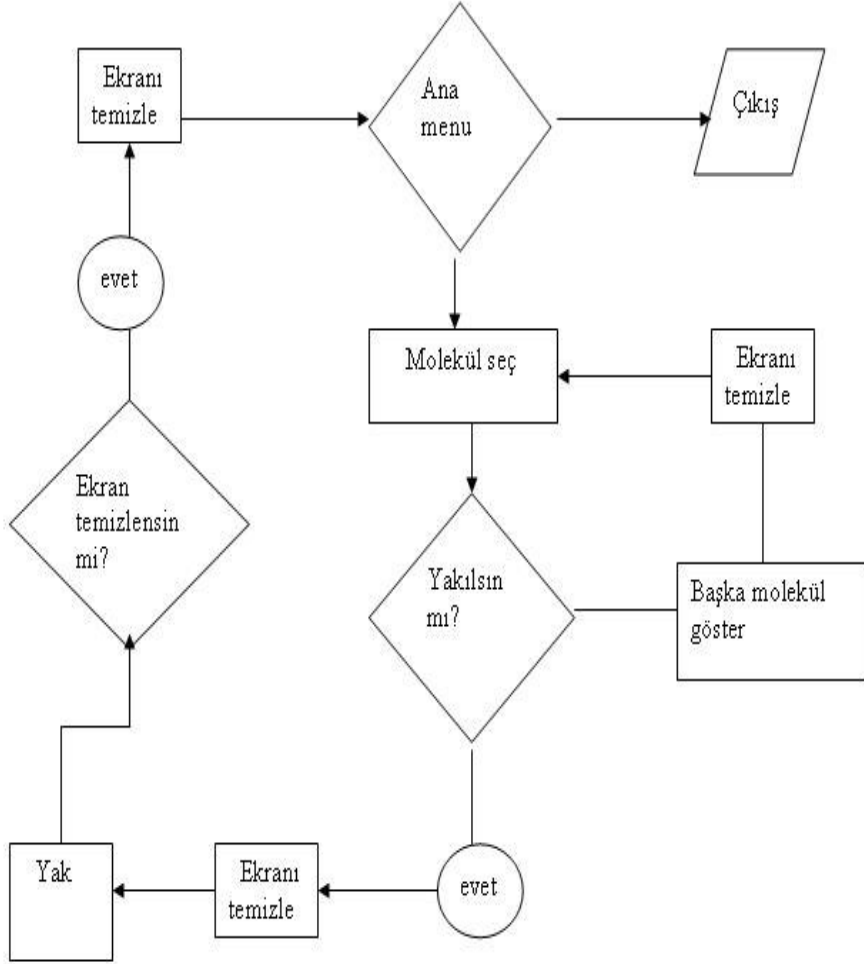 Ekranı
temizle
Ana
menu
Çıkış
evet
Molekül seç
Ekranı
temizle
Ekran
temizlensin
mi?
Yakılsın
mı?
Başka molekül
göster
Yak
Ekranı
temizle
evet